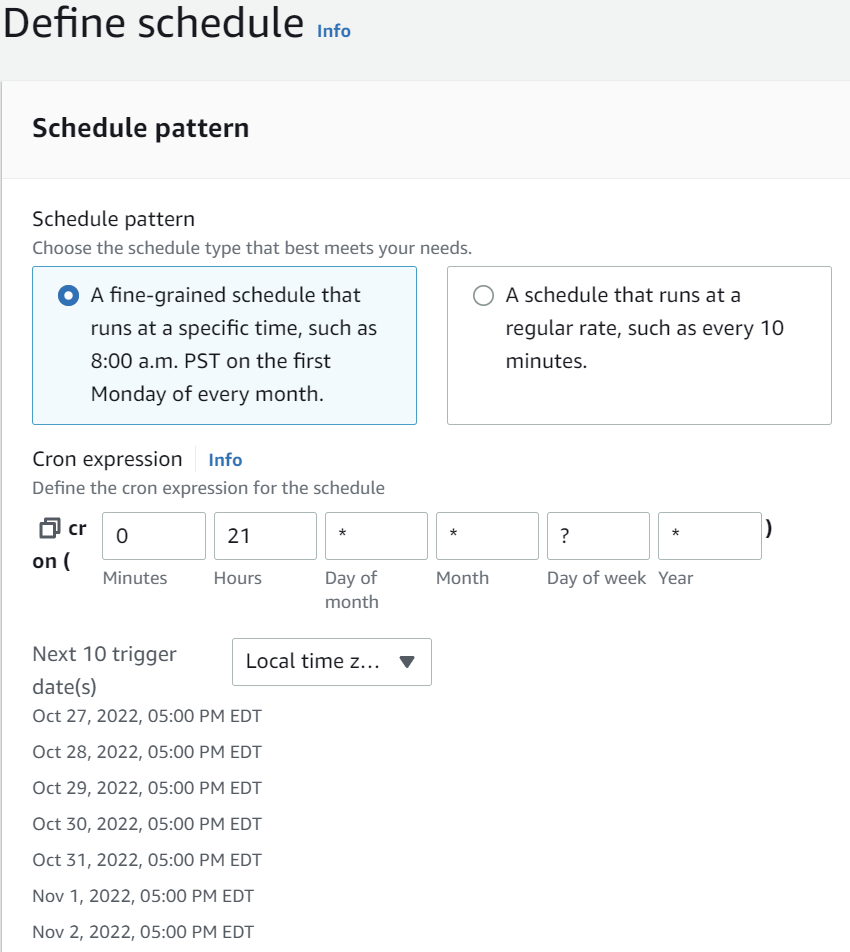 Define schedule Info
Schedule pattern
Schedule pattern
Choose the schedule type that best meets your needs.
A fine-grained schedule that
runs at a specific time, such as
8:00 a.m. PST on the first
Monday of every month.
A schedule that runs at a
regular rate, such as every 10
minutes.
Cron expression Info
Define the cron expression for the schedule
cr
on ( 0 21 * * ? * )
Minutes Hours Day of
month Month Day of week Year
Next 10 trigger
date(s)
Local time z...
Oct 27, 2022, 05:00 PM EDT
Oct 28, 2022, 05:00 PM EDT
Oct 29, 2022, 05:00 PM EDT
Oct 30, 2022, 05:00 PM EDT
Oct 31, 2022, 05:00 PM EDT
Nov 1, 2022, 05:00 PM EDT
Nov 2, 2022, 05:00 PM EDT